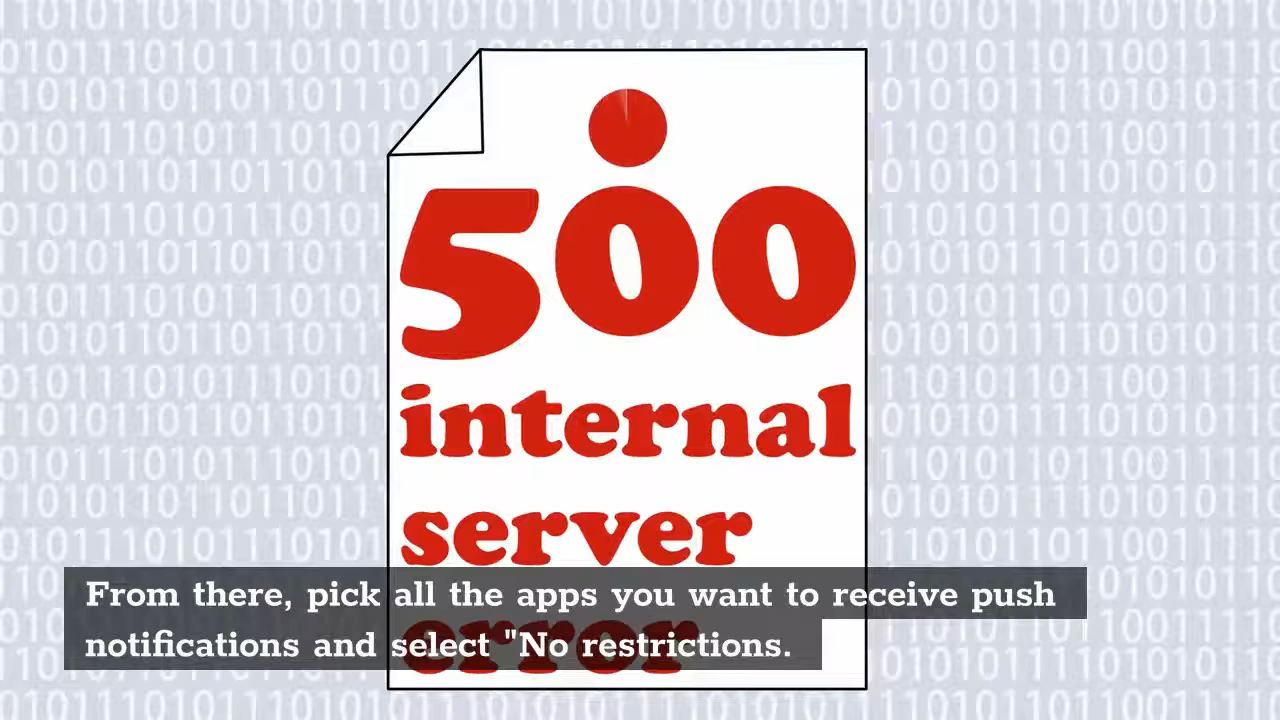 500
internal
server
error
From there, pick all the apps you want to receive push
notifications and select "No restrictions.